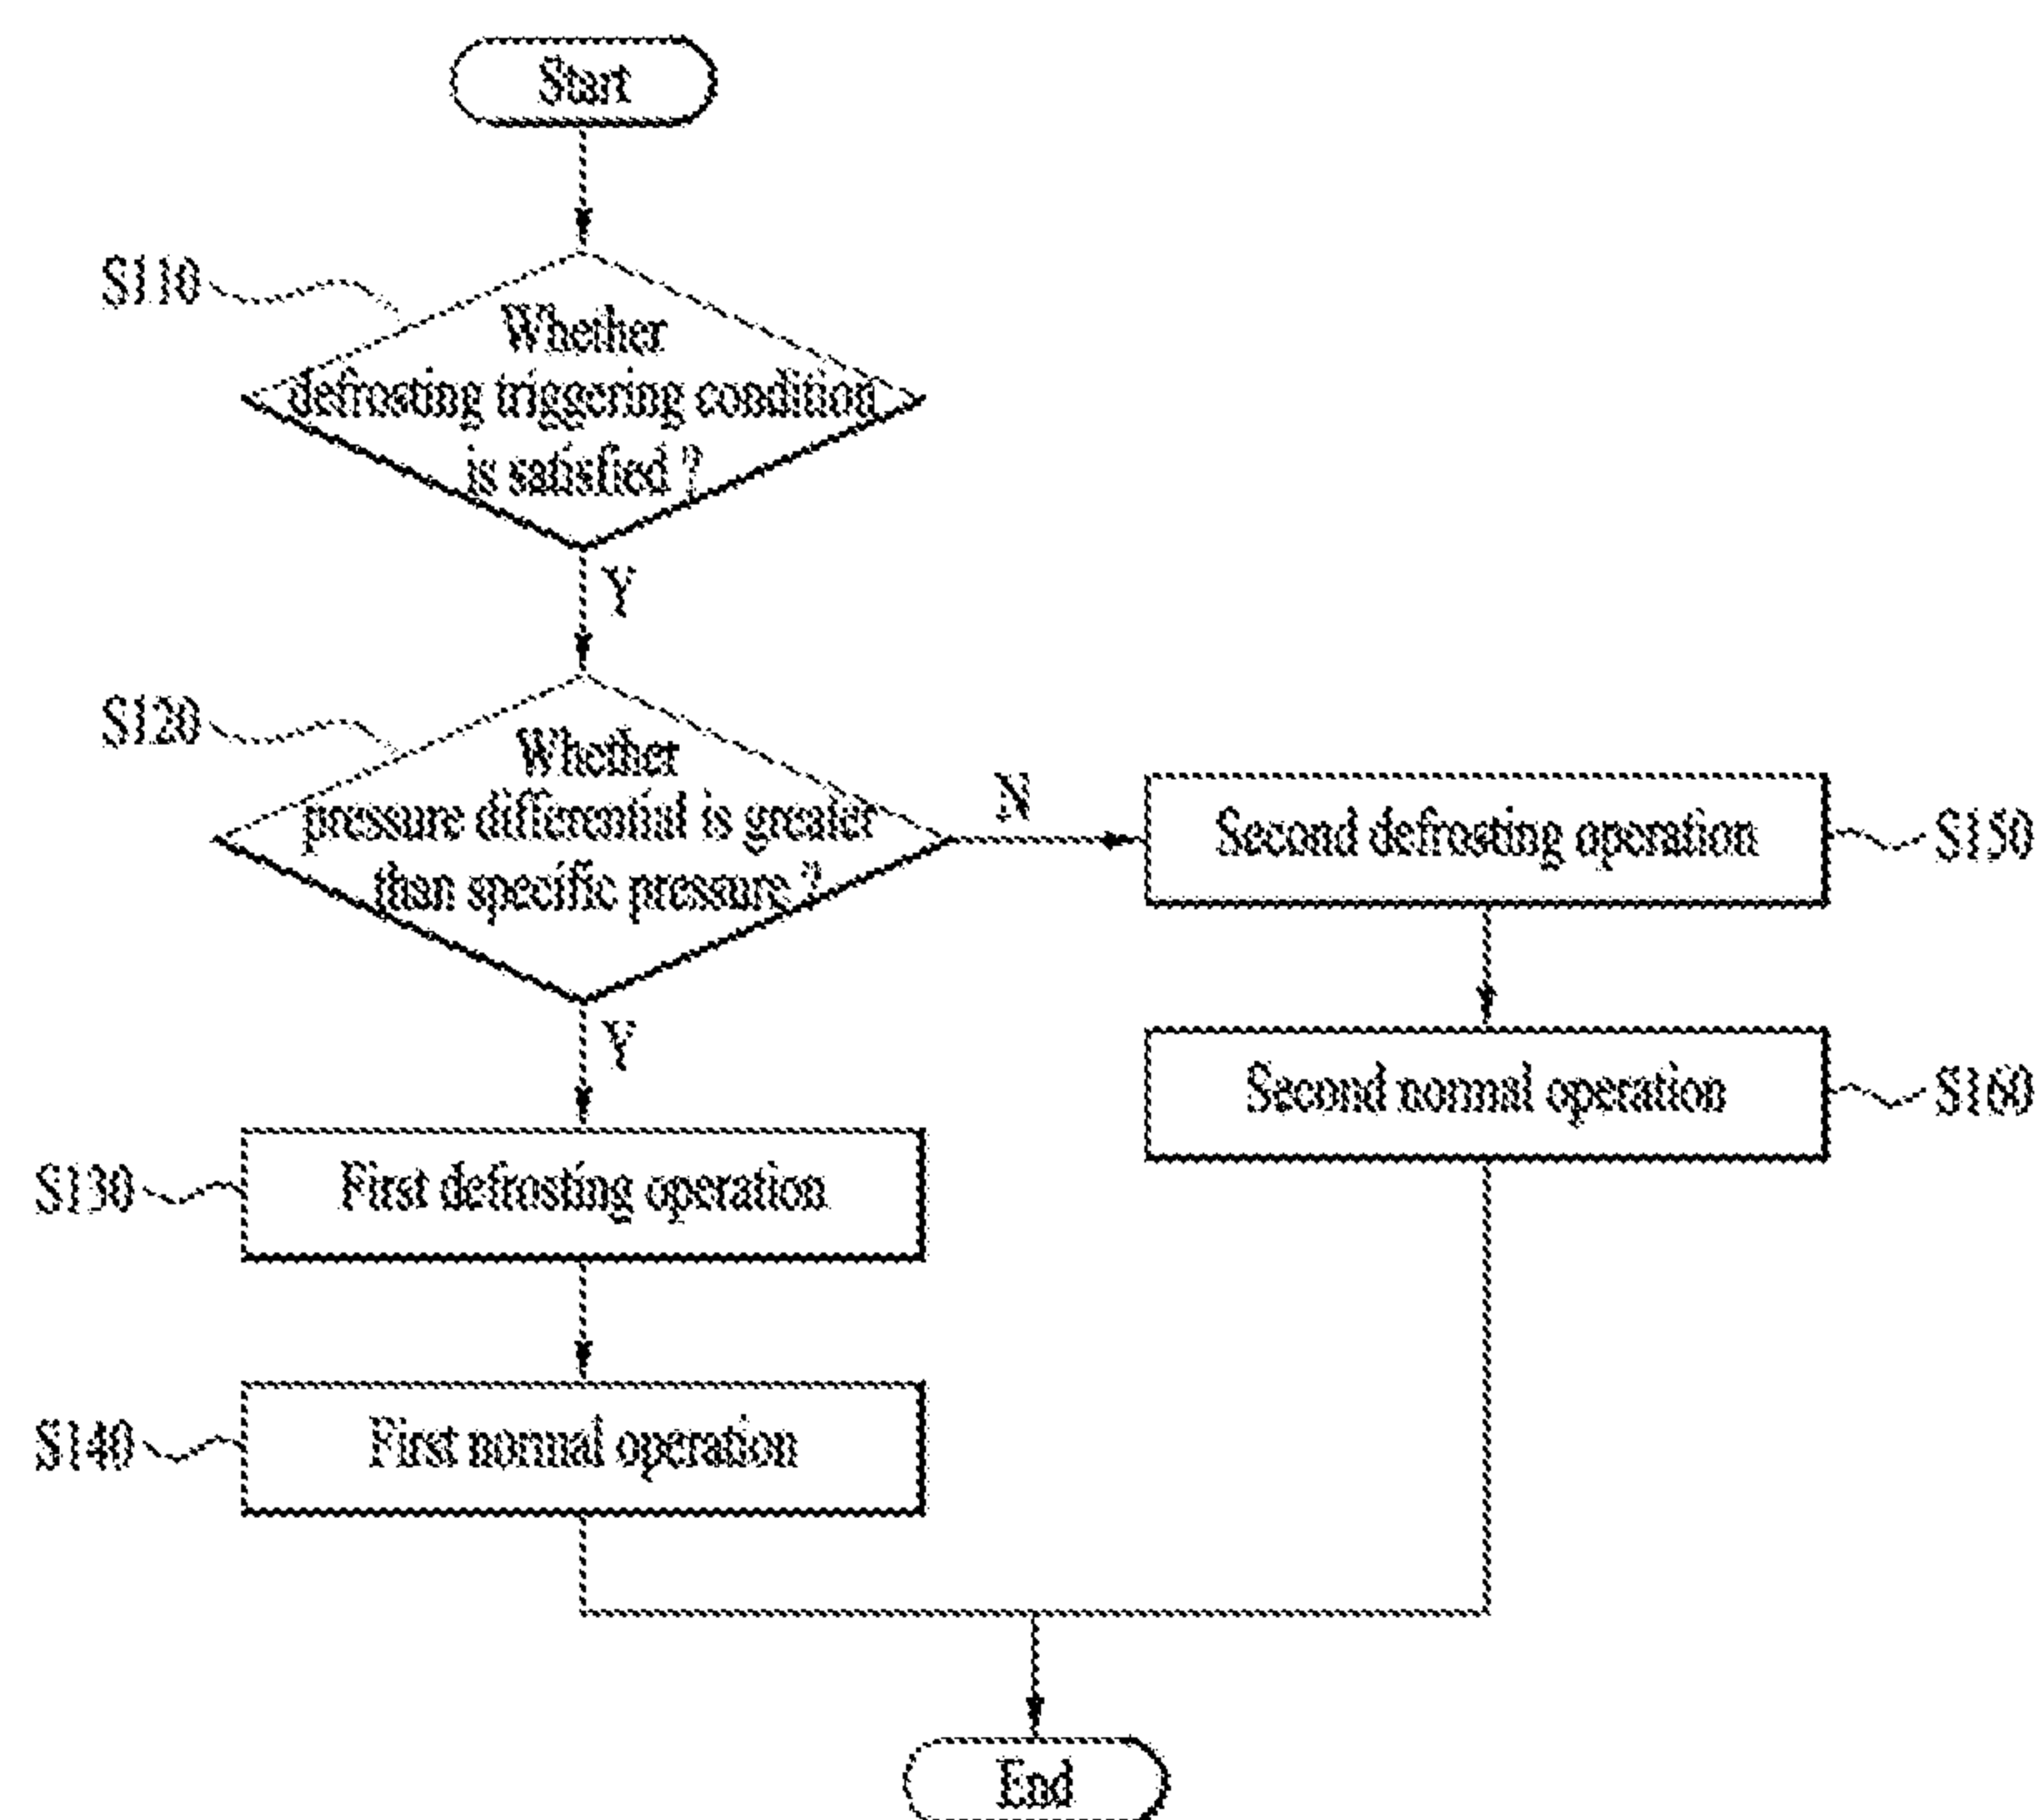 Start
S110
Whether
defrosting triggering condition
is satisfied ?
Y
S120
Whether
pressure differential is greater
than specific pressure ?
N
Second defrosting operation
S150
Y
Second normal operation
S160
S130
First defrosting operation
S140
First normal operation
End